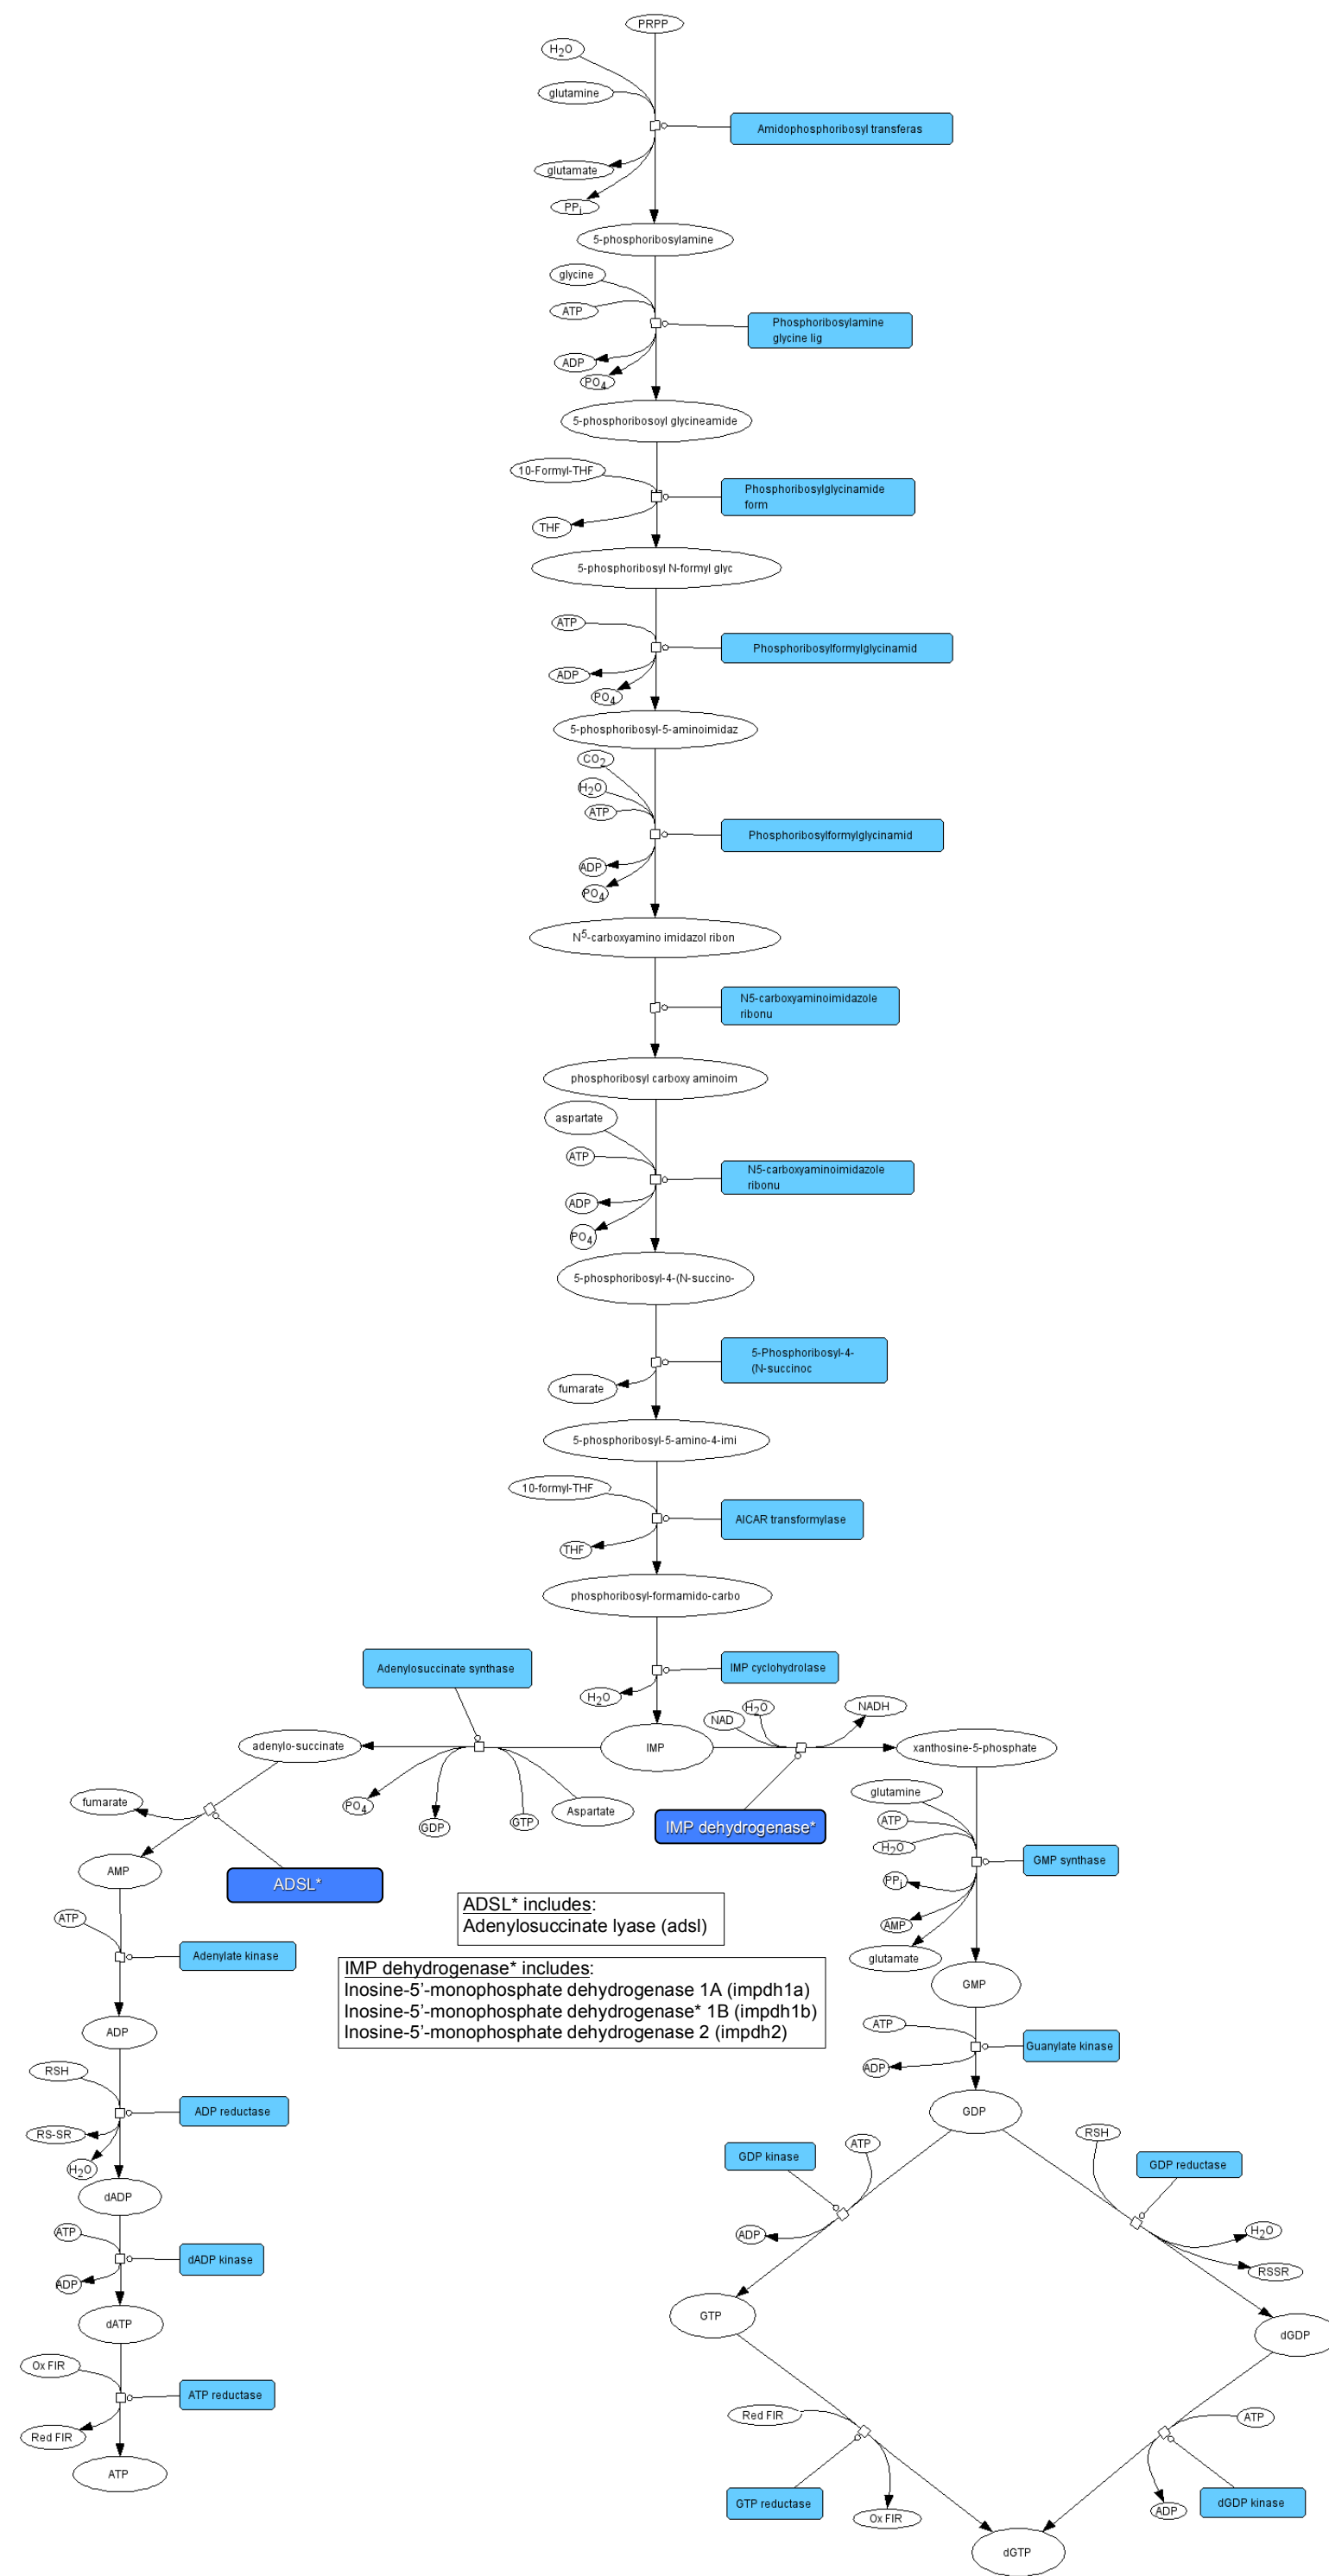 PRPP
H₂O
glutamine
Amidophosphoribosyl transferas
glutamate
PPᵢ
5-phosphoribosylamine
glycine
ATP
Phosphoribosylamine
glycine lig
ADP
PO₄
5-phosphoribosoyl glycineamide
10-Formyl-THF
Phosphoribosylglycinamide
form
THF
5-phosphoribosyl N-formyl glyc
ATP
Phosphoribosylformylglycinamid
ADP
PO₄
5-phosphoribosyl-5-aminoimidaz
CO₂
H₂O
ATP
Phosphoribosylformylglycinamid
ADP
PO₄
N⁵-carboxyamino imidazol ribon
N5-carboxyaminoimidazole
ribonu
phosphoribosyl carboxy aminoim
aspartate
ATP
N5-carboxyaminoimidazole
ribonu
ADP
PO₄
5-phosphoribosyl-4-(N-succino-
5-Phosphoribosyl-4-
(N-succinoc
fumarate
5-phosphoribosyl-5-amino-4-imi
10-formyl-THF
AICAR transformylase
THF
phosphoribosyl-formamido-carbo
Adenylosuccinate synthase
IMP cyclohydrolase
H₂O
NAD
H₂O
NADH
adenylo-succinate
IMP
xanthosine-5-phosphate
fumarate
PO₄
GDP
GTP
Aspartate
IMP dehydrogenase*
glutamine
ATP
H₂O
GMP synthase
PPᵢ
AMP
glutamate
AMP
ADSL*
ADSL* includes:
Adenylosuccinate lyase (adsl)
ATP
Adenylate kinase
IMP dehydrogenase* includes:
Inosine-5’-monophosphate dehydrogenase 1A (impdh1a)
Inosine-5’-monophosphate dehydrogenase* 1B (impdh1b)
Inosine-5’-monophosphate dehydrogenase 2 (impdh2)
GMP
ATP
Guanylate kinase
ADP
ADP
RSH
ADP reductase
RS-SR
H₂O
GDP
GDP kinase
ATP
RSH
GDP reductase
ADP
H₂O
RSSR
dADP
ATP
dADP kinase
ADP
dATP
GTP
dGDP
Ox FIR
ATP reductase
Red FIR
ATP
Red FIR
ATP
GTP reductase
Ox FIR
ADP
dGDP kinase
dGTP